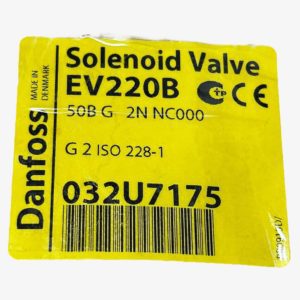 Danfoss
MADE IN
DENMARK
Solenoid Valve
EV220B
50B G 2N NC000
G 2 ISO 228-1
032U7175